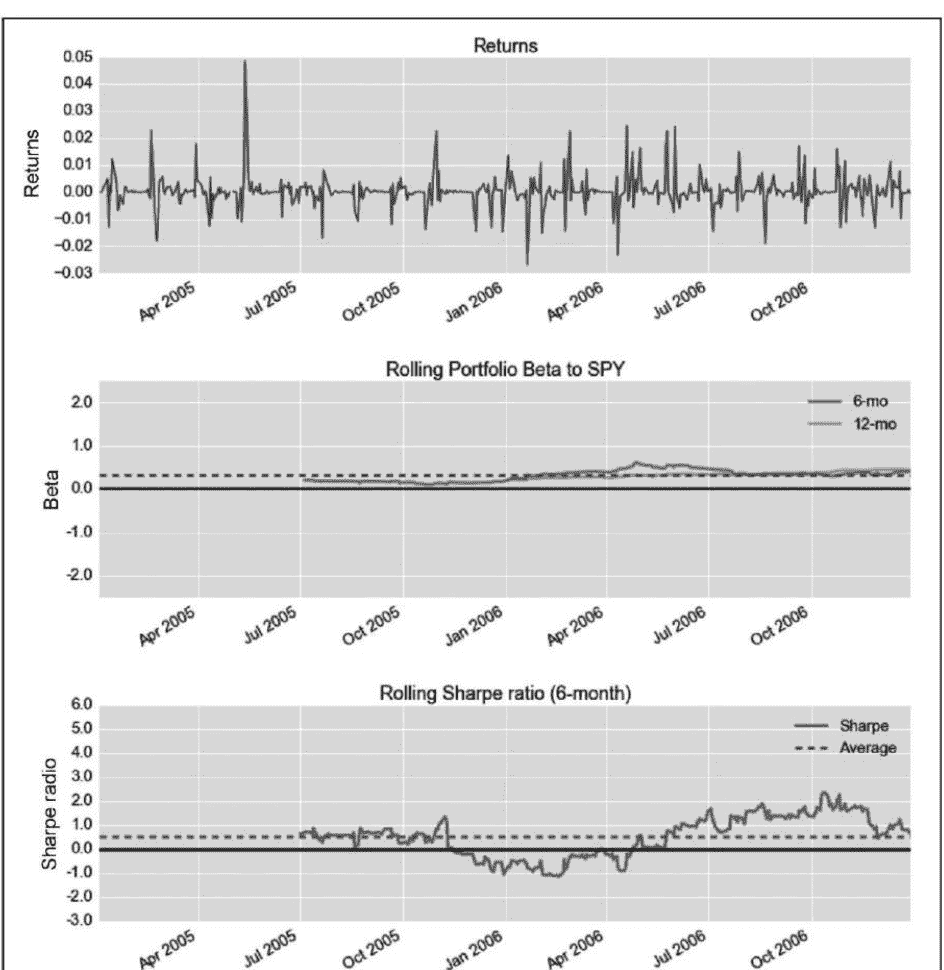 Returns
0.05
0.04
0.03
0.02
0.01
0.00
−0.01
−0.02
−0.03
Returns
Apr 2005 Jul 2005 Oct 2005 Jan 2006 Apr 2006 Jul 2006 Oct 2006
Rolling Portfolio Beta to SPY
2.0
1.0
0.0
-1.0
-2.0
Beta
6-mo
12-mo
Apr 2005 Jul 2005 Oct 2005 Jan 2006 Apr 2006 Jul 2006 Oct 2006
Rolling Sharpe ratio (6-month)
6.0
5.0
4.0
3.0
2.0
1.0
0.0
-1.0
-2.0
-3.0
Sharpe radio
Sharpe
Average
Apr 2005 Jul 2005 Oct 2005 Jan 2006 Apr 2006 Jul 2006 Oct 2006